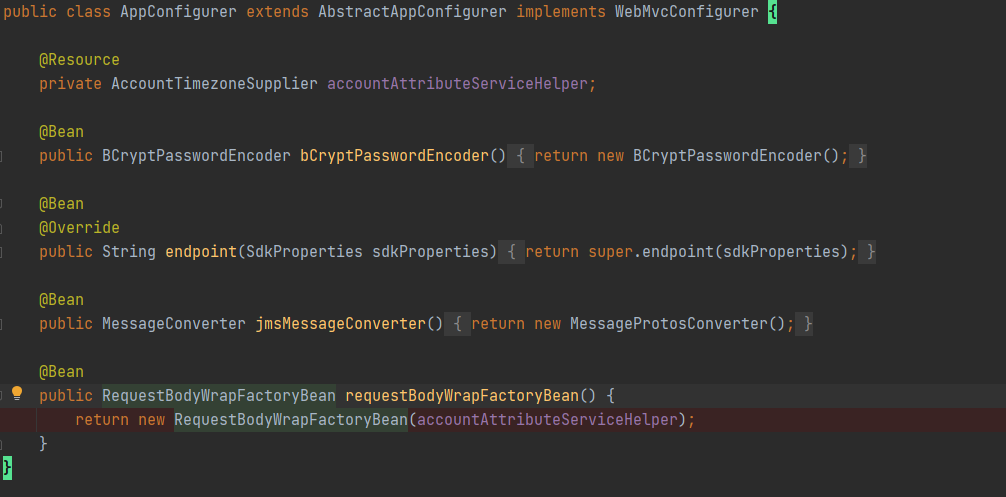 public class AppConfigurer extends AbstractAppConfigurer implements WebMvcConfigurer {
@Resource
private AccountTimezoneSupplier accountAttributeServiceHelper;
@Bean
public BCryptPasswordEncoder bCryptPasswordEncoder() { return new BCryptPasswordEncoder(); }
@Bean
@Override
public String endpoint(SdkProperties sdkProperties) { return super.endpoint(sdkProperties); }
@Bean
public MessageConverter jmsMessageConverter() { return new MessageProtosConverter(); }
@Bean
public RequestBodyWrapFactoryBean requestBodyWrapFactoryBean() {
return new RequestBodyWrapFactoryBean(accountAttributeServiceHelper);
}
}